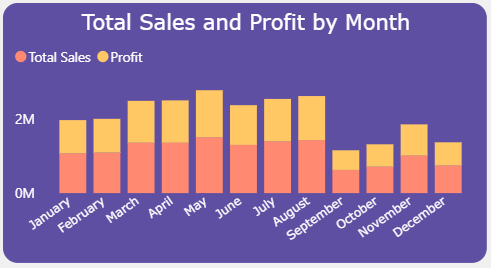 Total Sales and Profit by Month
Total Sales Profit
2M
0M
January February March April May June July August September October November December